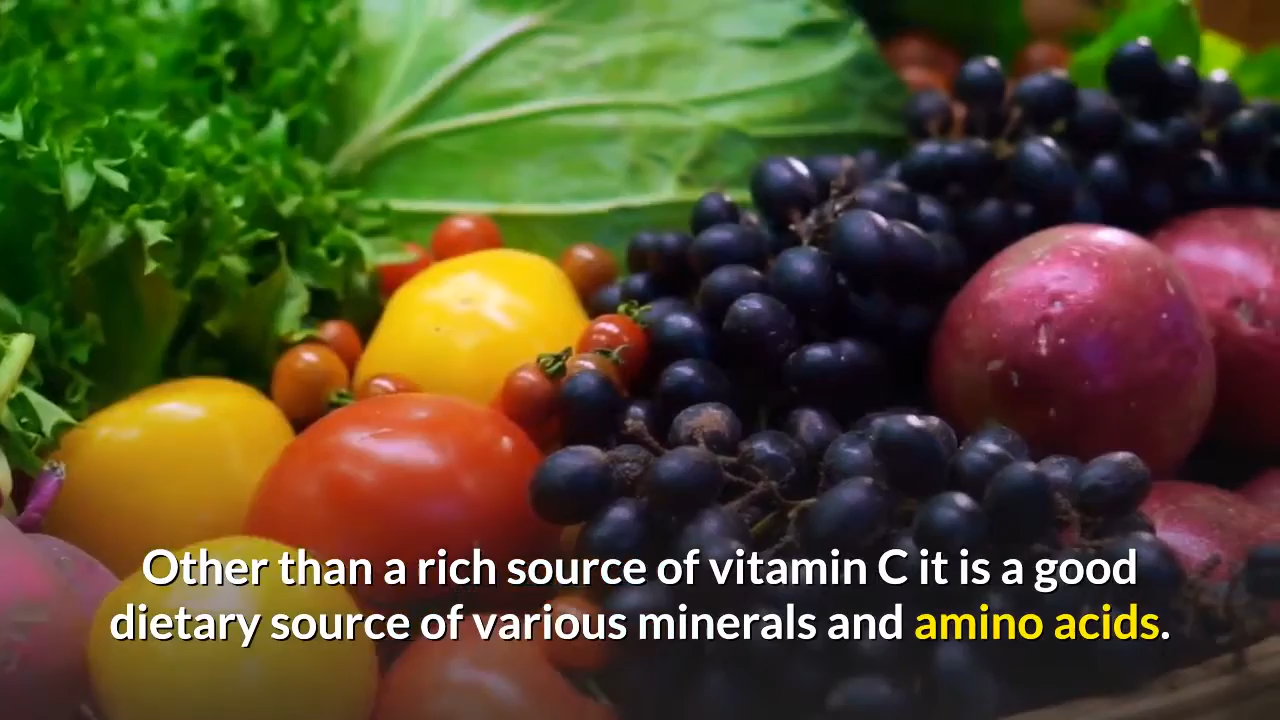 Other than a rich source of vitamin C it is a good
dietary source of various minerals and amino acids.